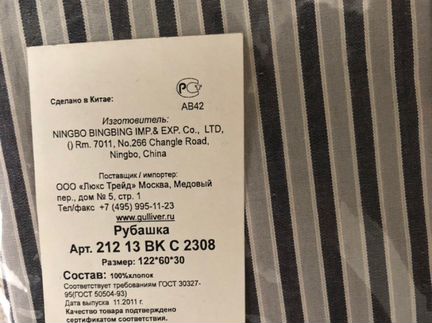 Сделано в Китае:
АВ42
Изготовитель:
NINGBO BINGBING IMP.& EXP. Co., LTD,
() Rm. 7011, No.266 Changle Road,
Ningbo, China
Поставщик / импортер:
ООО «Люкс Трейд» Москва, Медовый
пер., дом № 5, стр. 1
Тел/факс +7 (495) 995-11-23
www.gulliver.ru
Рубашка
Арт. 212 13 BK C 2308
Размер: 122*60*30
Состав: 100%хлопок
Соответствует требованиям ГОСТ 30327-
95(ГОСТ 50504-93)
Дата выпуска 11.2011 г.
Качество товара подтверждено
сертификатом соответствия.